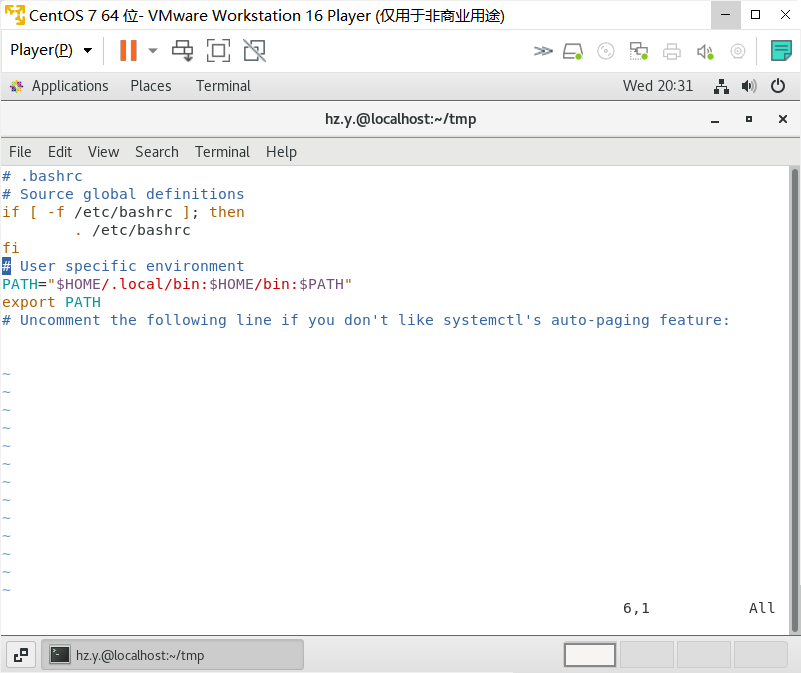 CentOS 7 64 位- VMware Workstation 16 Player (仅用于非商业用途)
Player(P)
Applications Places Terminal Wed 20:31
hz.y.@localhost:~/tmp
File Edit View Search Terminal Help
# .bashrc
# Source global definitions
if [ -f /etc/bashrc ]; then
        . /etc/bashrc
fi
# User specific environment
PATH="$HOME/.local/bin:$HOME/bin:$PATH"
export PATH
# Uncomment the following line if you don't like systemctl's auto-paging feature:
~
~
~
~
~
~
~
~
~
~
~
~
~
6,1 All
hz.y.@localhost:~/tmp